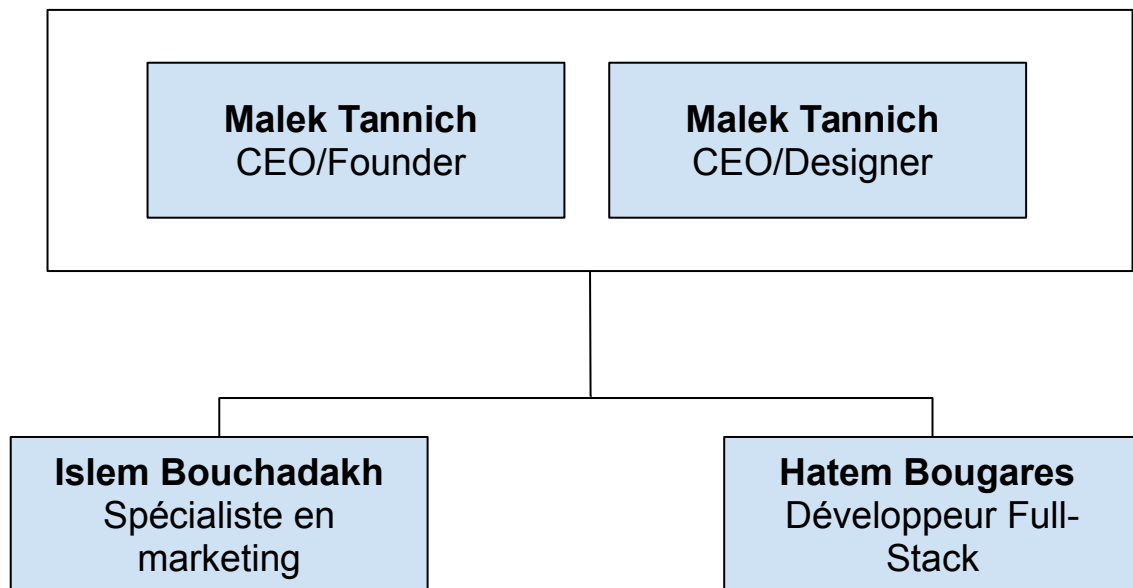 Malek Tannich
CEO/Founder
Malek Tannich
CEO/Designer
Islem Bouchadakh
Spécialiste en
marketing
Hatem Bougares
Développeur Full-
Stack